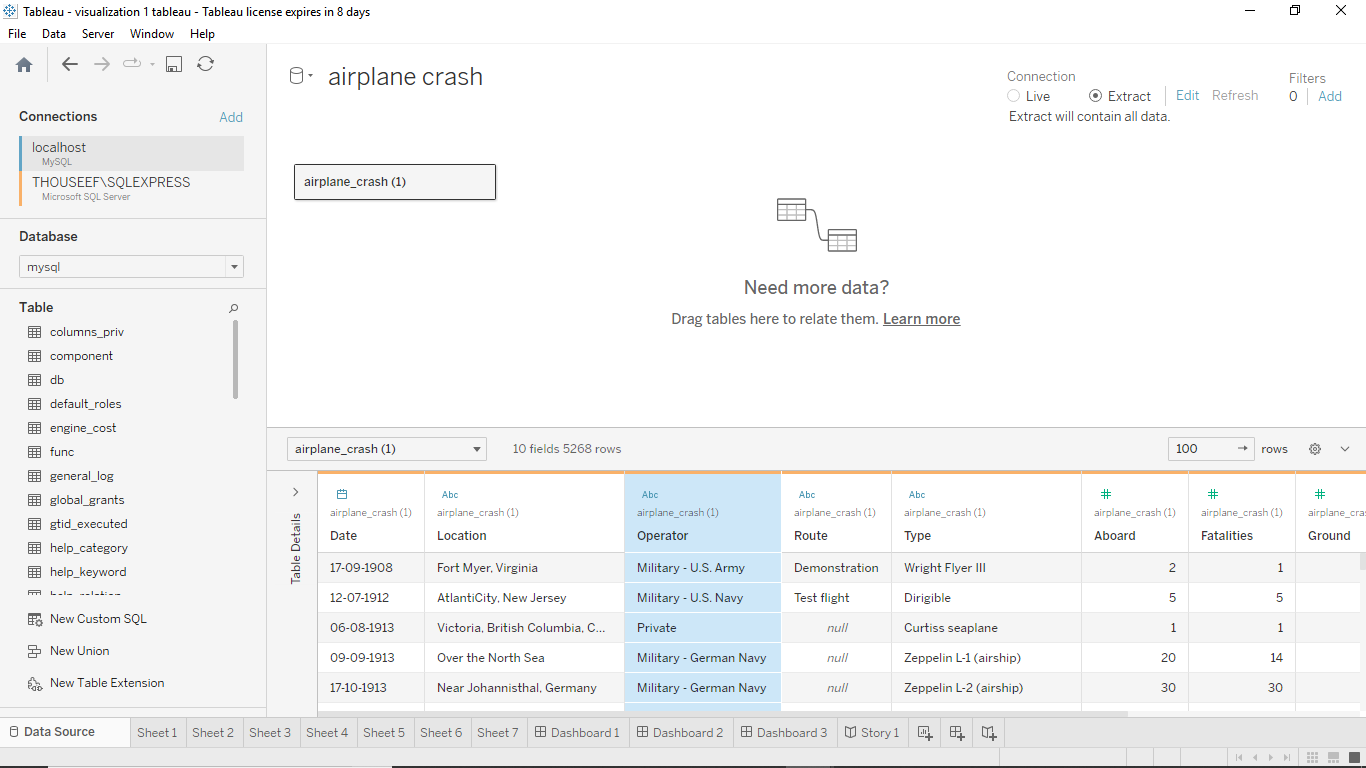 Tableau - visualization 1 tableau - Tableau license expires in 8 days
File Data Server Window Help
Connections Add
localhost
MySQL
THOUSEEF\SQLEXPRESS
Microsoft SQL Server
Database
mysql
Table
columns_priv
component
db
default_roles
engine_cost
func
general_log
global_grants
gtid_executed
help_category
help_keyword
New Custom SQL
New Union
New Table Extension
airplane crash
Connection
Live Extract Edit Refresh
Extract will contain all data.
Filters
0 Add
airplane_crash (1)
Need more data?
Drag tables here to relate them. Learn more
airplane_crash (1) 10 fields 5268 rows 100 → rows
Table Details
Abc Abc Abc Abc
airplane_crash (1) airplane_crash (1) airplane_crash (1) airplane_crash (1) airplane_crash (1) airplane_crash (1) airplane_crash (1) airplane_cras
Date Location Operator Route Type Aboard Fatalities Ground
17-09-1908 Fort Myer, Virginia Military - U.S. Army Demonstration Wright Flyer III 2 1
12-07-1912 AtlantiCity, New Jersey Military - U.S. Navy Test flight Dirigible 5 5
06-08-1913 Victoria, British Columbia, C... Private null Curtiss seaplane 1 1
09-09-1913 Over the North Sea Military - German Navy null Zeppelin L-1 (airship) 20 14
17-10-1913 Near Johannisthal, Germany Military - German Navy null Zeppelin L-2 (airship) 30 30
Data Source Sheet 1 Sheet 2 Sheet 3 Sheet 4 Sheet 5 Sheet 6 Sheet 7 Dashboard 1 Dashboard 2 Dashboard 3 Story 1